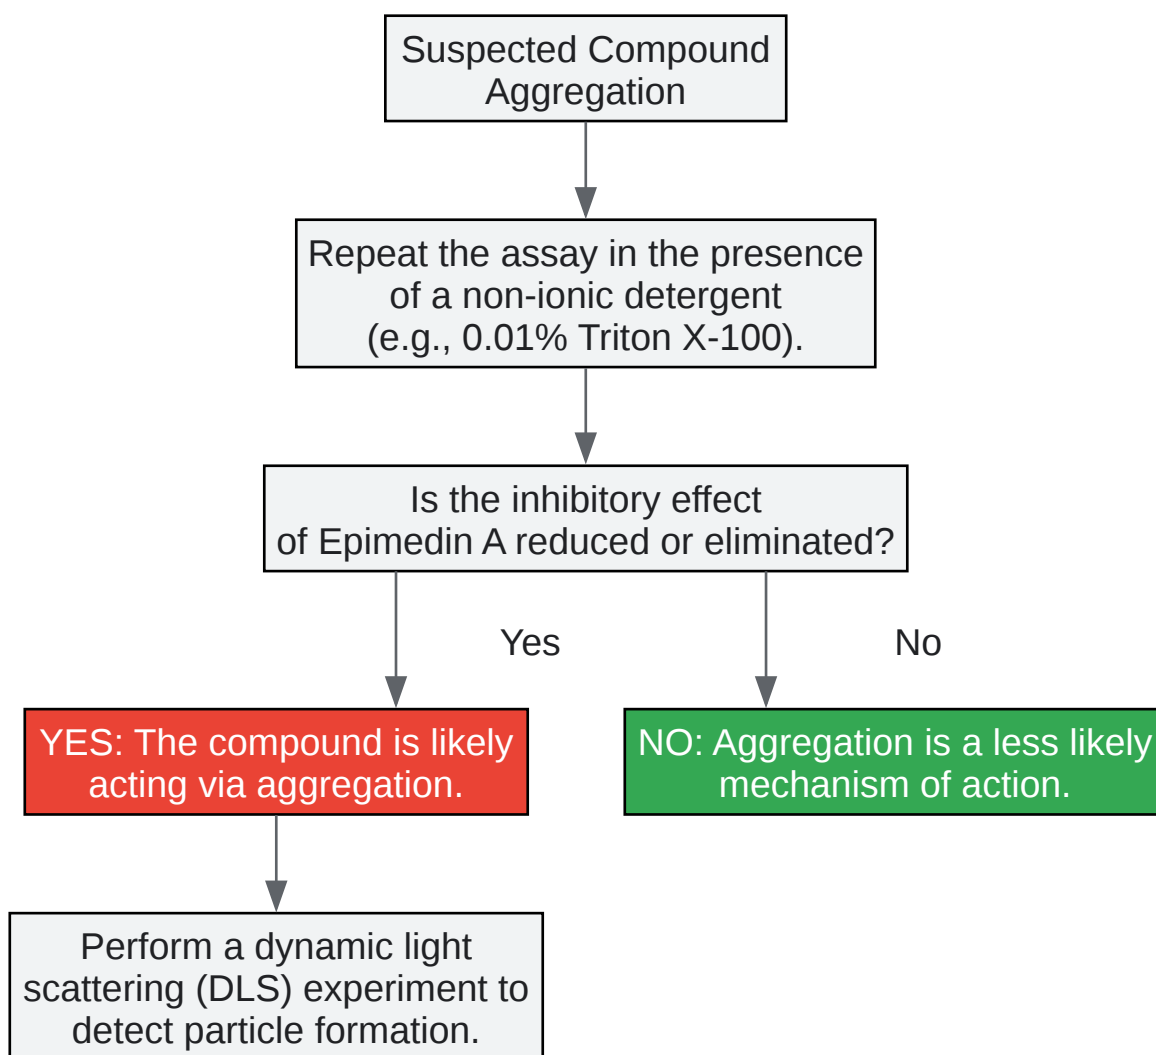 Suspected Compound
Aggregation
Repeat the assay in the presence
of a non-ionic detergent
(e.g., 0.01% Triton X-100).
Is the inhibitory effect
of Epimedin A reduced or eliminated?
Yes
No
YES: The compound is likely
acting via aggregation.
NO: Aggregation is a less likely
mechanism of action.
Perform a dynamic light
scattering (DLS) experiment to
detect particle formation.